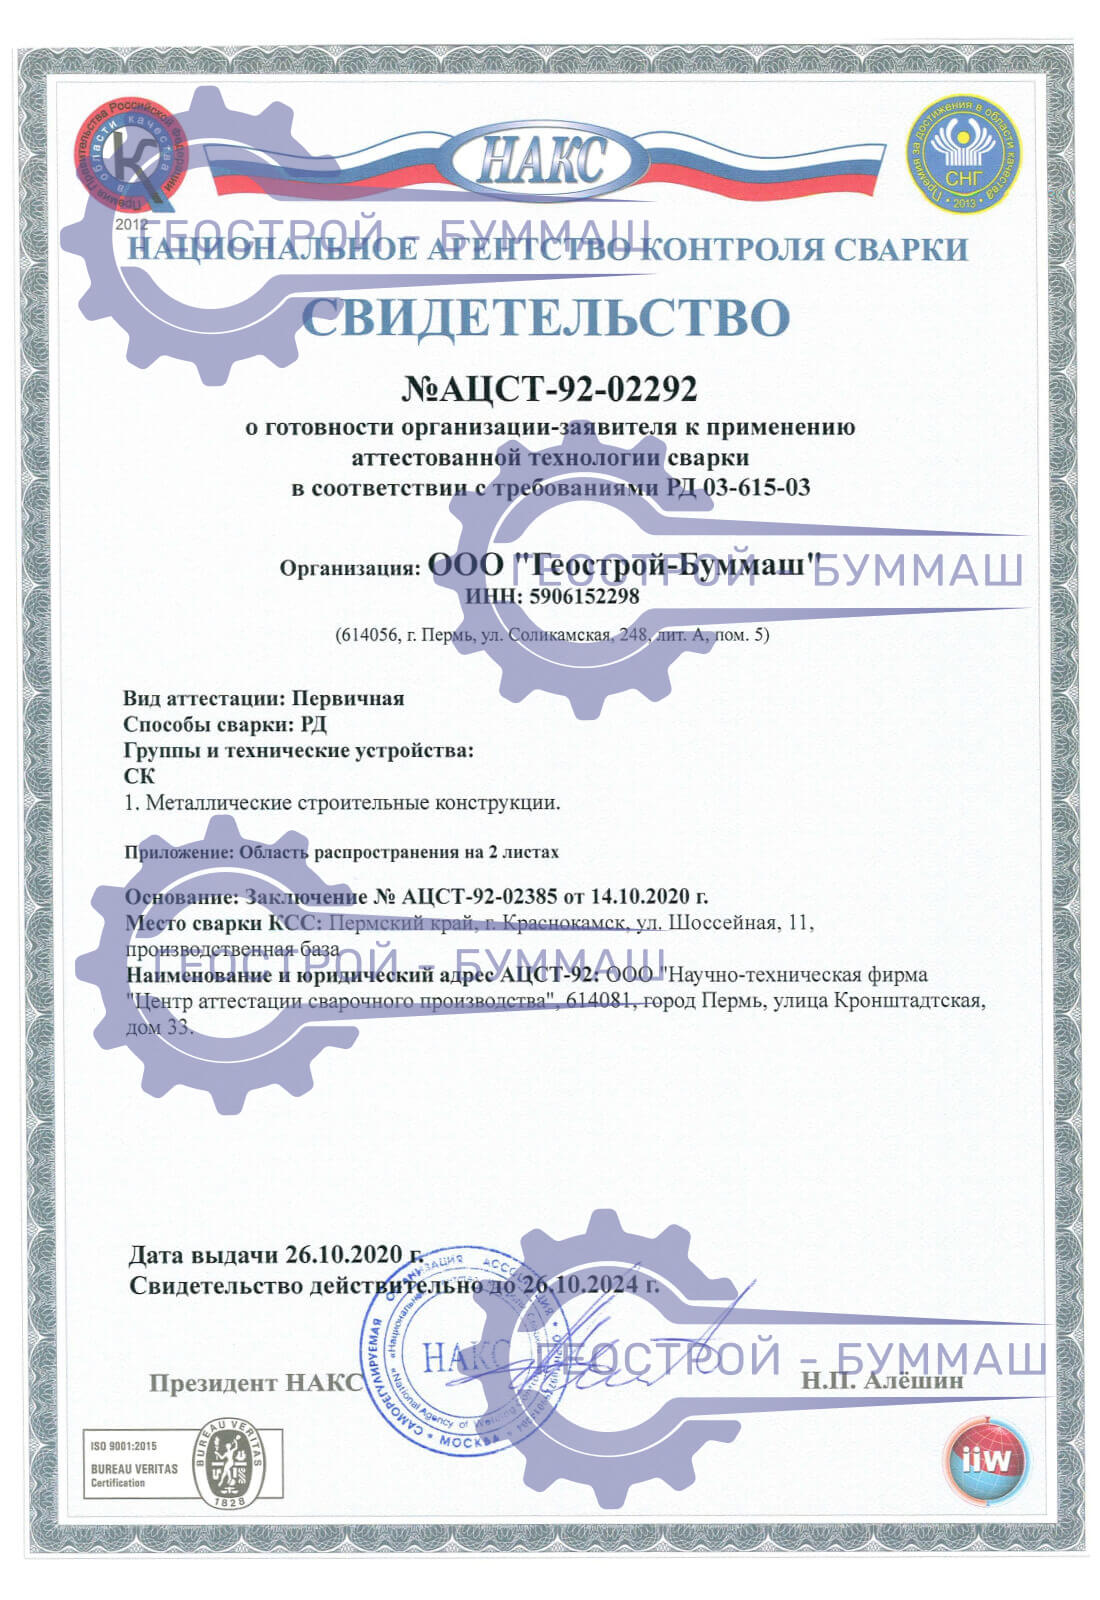 Премия Правительства Российской Федерации
в области качества
2012
НАКС
Премия за достижения в области качества
СНГ
2013
ГЕОСТРОЙ – БУММАШ
НАЦИОНАЛЬНОЕ АГЕНТСТВО КОНТРОЛЯ СВАРКИ
СВИДЕТЕЛЬСТВО
№АЦСТ-92-02292
о готовности организации-заявителя к применению
аттестованной технологии сварки
в соответствии с требованиями РД 03-615-03
Организация: ООО "Геострой-Буммаш"
ГЕОСТРОЙ – БУММАШ
ИНН: 5906152298
(614056, г. Пермь, ул. Соликамская, 248, лит. А, пом. 5)
Вид аттестации: Первичная
Способы сварки: РД
Группы и технические устройства:
СК
1. Металлические строительные конструкции.
Приложение: Область распространения на 2 листах
Основание: Заключение № АЦСТ-92-02385 от 14.10.2020 г.
Место сварки КСС: Пермский край, г. Краснокамск, ул. Шоссейная, 11,
производственная база
ГЕОСТРОЙ – БУММАШ
Наименование и юридический адрес АЦСТ-92: ООО "Научно-техническая фирма
"Центр аттестации сварочного производства", 614081, город Пермь, улица Кронштадтская,
дом 33.
Дата выдачи 26.10.2020 г.
Свидетельство действительно до 26.10.2024 г.
САМОРЕГУЛИРУЕМАЯ ОРГАНИЗАЦИЯ АССОЦИАЦИЯ
«National Agency of Welding
МОСКВА
НАКС
ГЕОСТРОЙ – БУММАШ
Президент НАКС
Н.П. Алёшин
ISO 9001:2015
BUREAU VERITAS
Certification
BUREAU VERITAS
1828
iiw